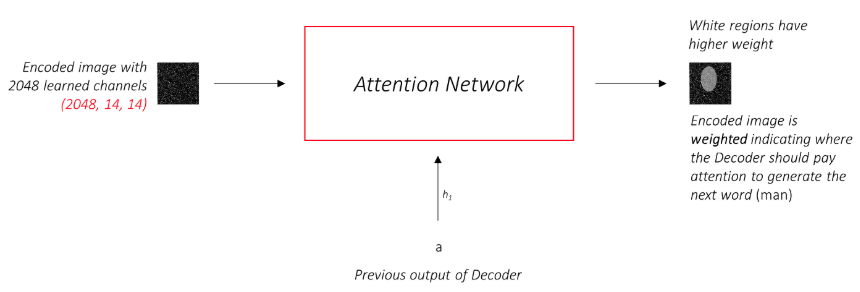 Encoded image with
2048 learned channels
(2048, 14, 14)
Attention Network
White regions have
higher weight
Encoded image is
weighted indicating where
the Decoder should pay
attention to generate the
next word (man)
h₁
a
Previous output of Decoder